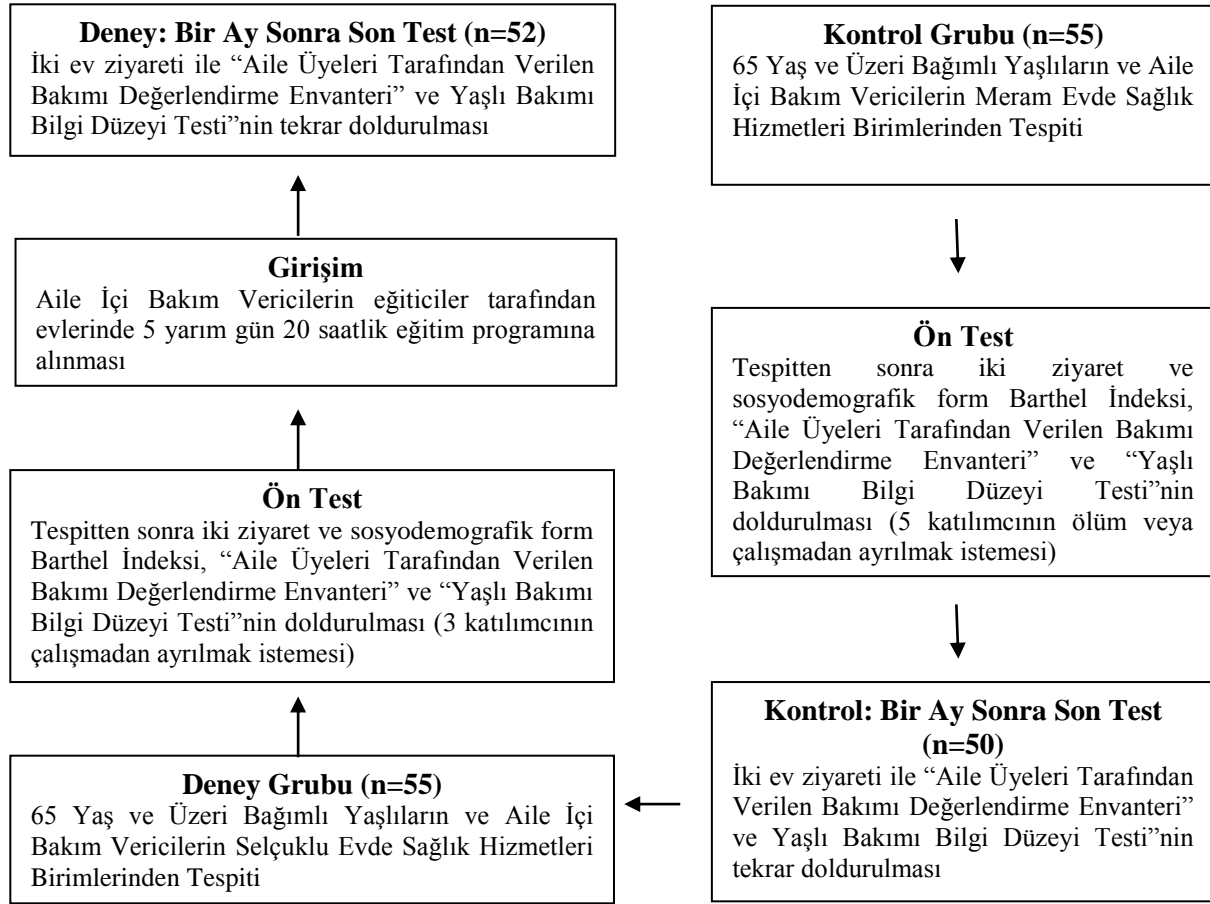 Deney: Bir Ay Sonra Son Test (n=52)
İki ev ziyareti ile “Aile Üyeleri Tarafından Verilen
Bakımı Değerlendirme Envanteri” ve Yaşlı Bakımı
Bilgi Düzeyi Testi”nin tekrar doldurulması
Kontrol Grubu (n=55)
65 Yaş ve Üzeri Bağımlı Yaşlıların ve Aile
İçi Bakım Vericilerin Meram Evde Sağlık
Hizmetleri Birimlerinden Tespiti
Girişim
Aile İçi Bakım Vericilerin eğiticiler tarafından
evlerinde 5 yarım gün 20 saatlik eğitim programına
alınması
Ön Test
Tespitten sonra iki ziyaret ve
sosyodemografik form Barthel İndeksi,
“Aile Üyeleri Tarafından Verilen Bakımı
Değerlendirme Envanteri” ve “Yaşlı
Bakımı Bilgi Düzeyi Testi”nin
doldurulması (5 katılımcının ölüm veya
çalışmadan ayrılmak istemesi)
Ön Test
Tespitten sonra iki ziyaret ve sosyodemografik form
Barthel İndeksi, “Aile Üyeleri Tarafından Verilen
Bakımı Değerlendirme Envanteri” ve “Yaşlı Bakımı
Bilgi Düzeyi Testi”nin doldurulması (3 katılımcının
çalışmadan ayrılmak istemesi)
Kontrol: Bir Ay Sonra Son Test
(n=50)
İki ev ziyareti ile “Aile Üyeleri Tarafından
Verilen Bakımı Değerlendirme Envanteri”
ve Yaşlı Bakımı Bilgi Düzeyi Testi”nin
tekrar doldurulması
Deney Grubu (n=55)
65 Yaş ve Üzeri Bağımlı Yaşlıların ve Aile İçi
Bakım Vericilerin Selçuklu Evde Sağlık Hizmetleri
Birimlerinden Tespiti